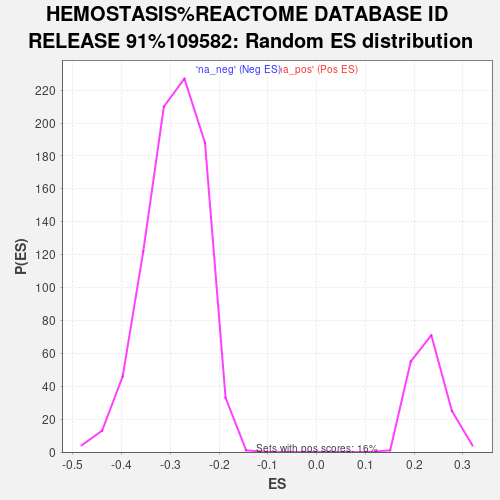 HEMOSTASIS%REACTOME DATABASE ID
RELEASE 91%109582: Random ES distribution
'na_neg' (Neg ES)
a_pos' (Pos ES)
P(ES)
220
200
180
160
140
120
100
80
60
40
20
0
Sets with pos scores: 16%
-0.5 -0.4 -0.3 -0.2 -0.1 0.0 0.1 0.2 0.3
ES